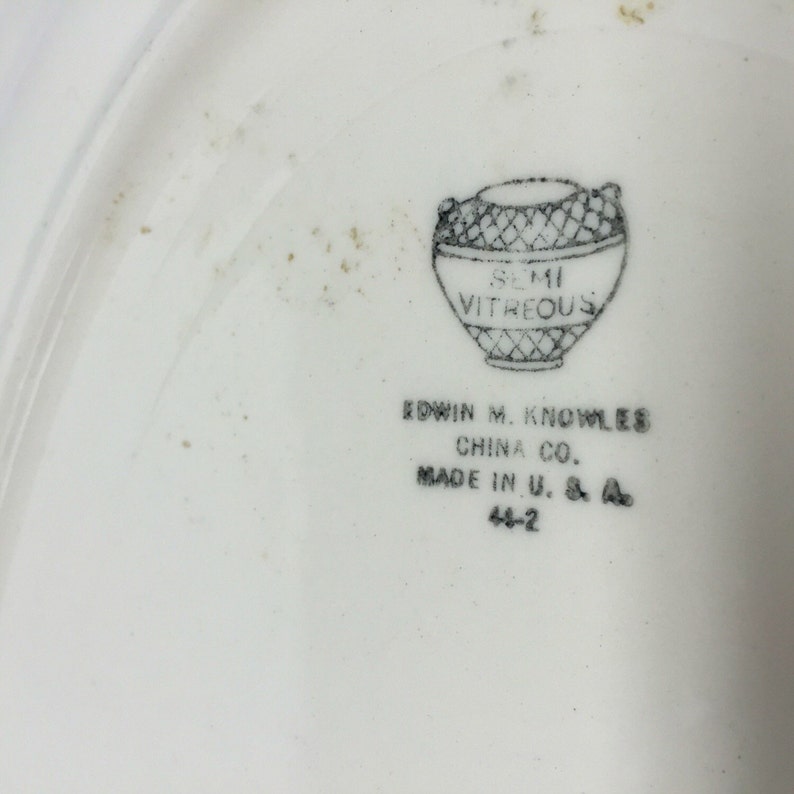 SEMI
VITREOUS
EDWIN M. KNOWLES
CHINA CO.
MADE IN U. S. A.
44-2